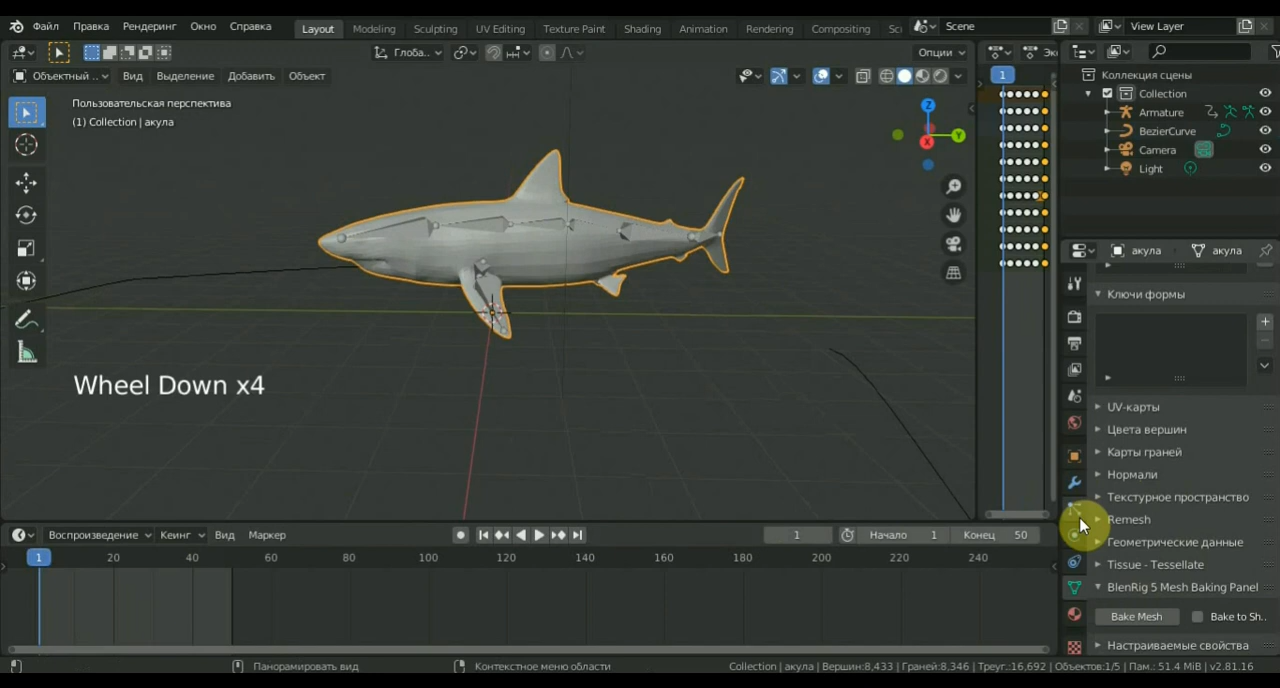 Файл Правка Рендеринг Окно Справка Layout Modeling Sculpting UV Editing Texture Paint Shading Animation Rendering Compositing Sc Scene View Layer
Глоба.. Опции Эк
Объектный .. Вид Выделение Добавить Объект 1 Коллекция сцены
Collection
Пользовательская перспектива
(1) Collection | акула
Armature
BezierCurve
Camera
Light
Z
Y
X
акула акула
Ключи формы
Wheel Down x4
UV-карты
Цвета вершин
Карты граней
Нормали
Текстурное пространство
Remesh
Геометрические данные
Tissue - Tessellate
BlenRig 5 Mesh Baking Panel
Bake Mesh Bake to Sh..
Настраиваемые свойства
Воспроизведение Кеинг Вид Маркер 1 Начало 1 Конец 50
1 20 40 60 80 100 120 140 160 180 200 220 240
Панорамировать вид Контекстное меню области Collection | акула | Вершин:8,433 | Граней:8,346 | Треуг.:16,692 | Объектов:1/5 | Пам.: 51.4 MiB | v2.81.16